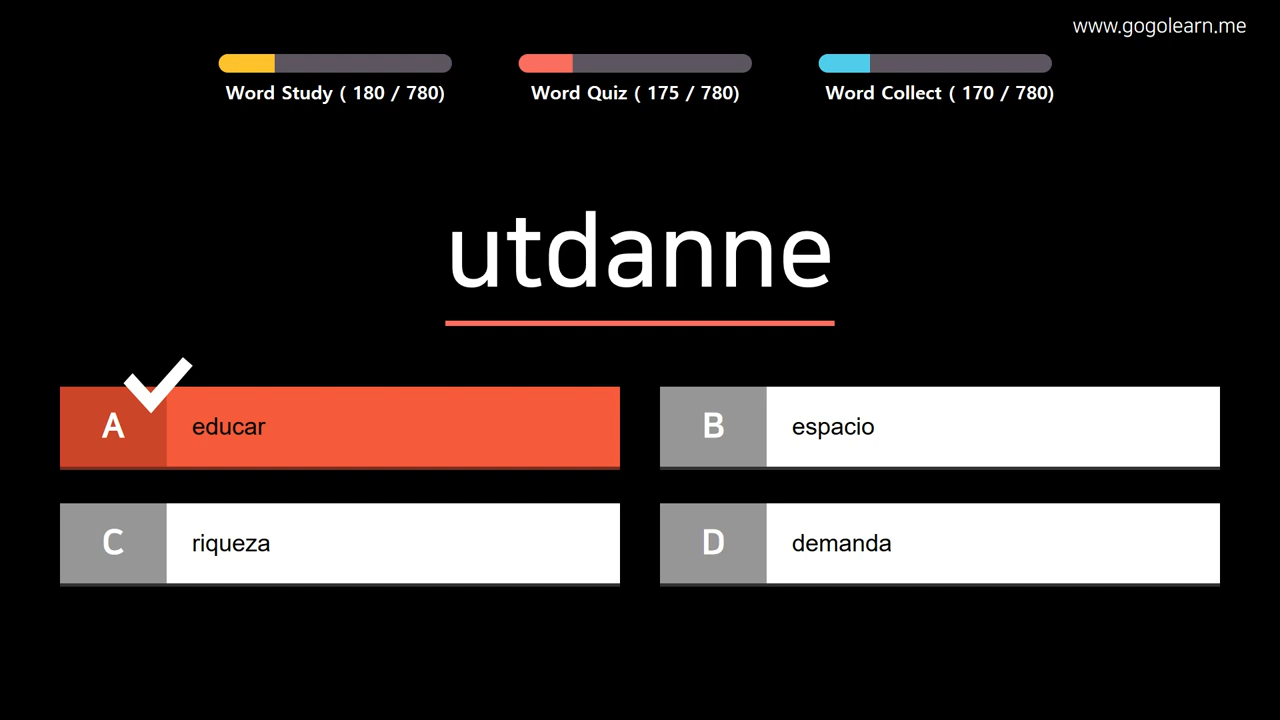 www.gogolearn.me
Word Study ( 180 / 780)
Word Quiz ( 175 / 780)
Word Collect ( 170 / 780)
utdanne
A educar
B espacio
C riqueza
D demanda